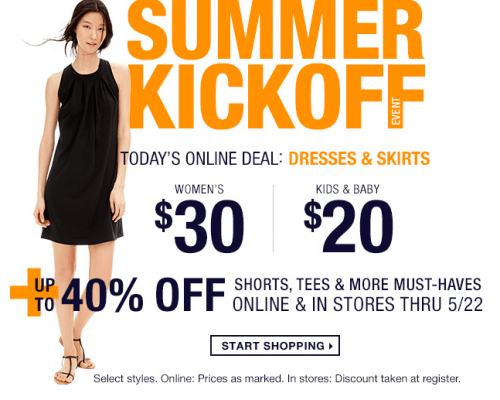 SUMMER
KICKOFF
EVENT
TODAY'S ONLINE DEAL: DRESSES & SKIRTS
WOMEN'S
$30
KIDS & BABY
$20
+ UP TO 40% OFF
SHORTS, TEES & MORE MUST-HAVES
ONLINE & IN STORES THRU 5/22
START SHOPPING
Select styles. Online: Prices as marked. In stores: Discount taken at register.